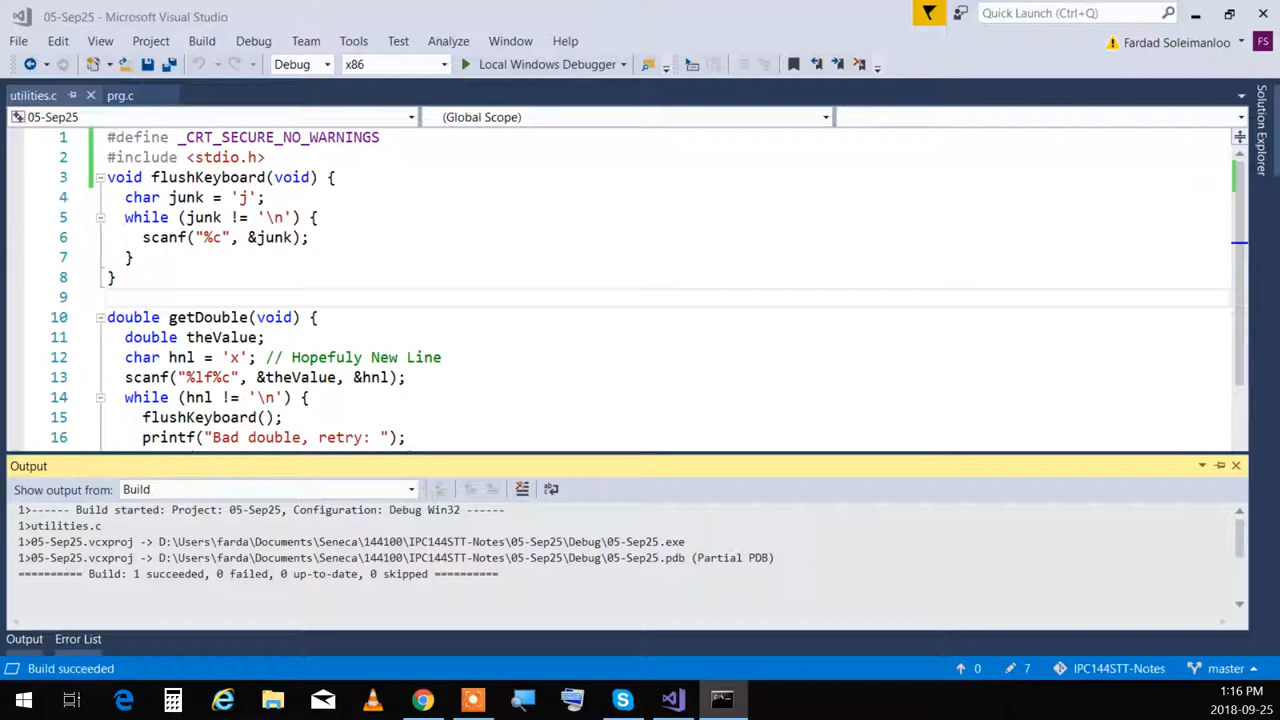 05-Sep25 - Microsoft Visual Studio
Quick Launch (Ctrl+Q)
File Edit View Project Build Debug Team Tools Test Analyze Window Help
Fardad Soleimanloo FS
Debug x86 Local Windows Debugger
utilities.c prg.c
05-Sep25 (Global Scope)
Solution Explorer
1 #define _CRT_SECURE_NO_WARNINGS
2 #include <stdio.h>
3 void flushKeyboard(void) {
4 char junk = 'j';
5 while (junk != '\n') {
6 scanf("%c", &junk);
7 }
8 }
9
10 double getDouble(void) {
11 double theValue;
12 char hnl = 'x'; // Hopefuly New Line
13 scanf("%lf%c", &theValue, &hnl);
14 while (hnl != '\n') {
15 flushKeyboard();
16 printf("Bad double, retry: ");
Output
Show output from: Build
1>------ Build started: Project: 05-Sep25, Configuration: Debug Win32 ------
1>utilities.c
1>05-Sep25.vcxproj -> D:\Users\farda\Documents\Seneca\144100\IPC144STT-Notes\05-Sep25\Debug\05-Sep25.exe
1>05-Sep25.vcxproj -> D:\Users\farda\Documents\Seneca\144100\IPC144STT-Notes\05-Sep25\Debug\05-Sep25.pdb (Partial PDB)
========== Build: 1 succeeded, 0 failed, 0 up-to-date, 0 skipped ==========
Output Error List
Build succeeded 0 7 IPC144STT-Notes master
1:16 PM
2018-09-25